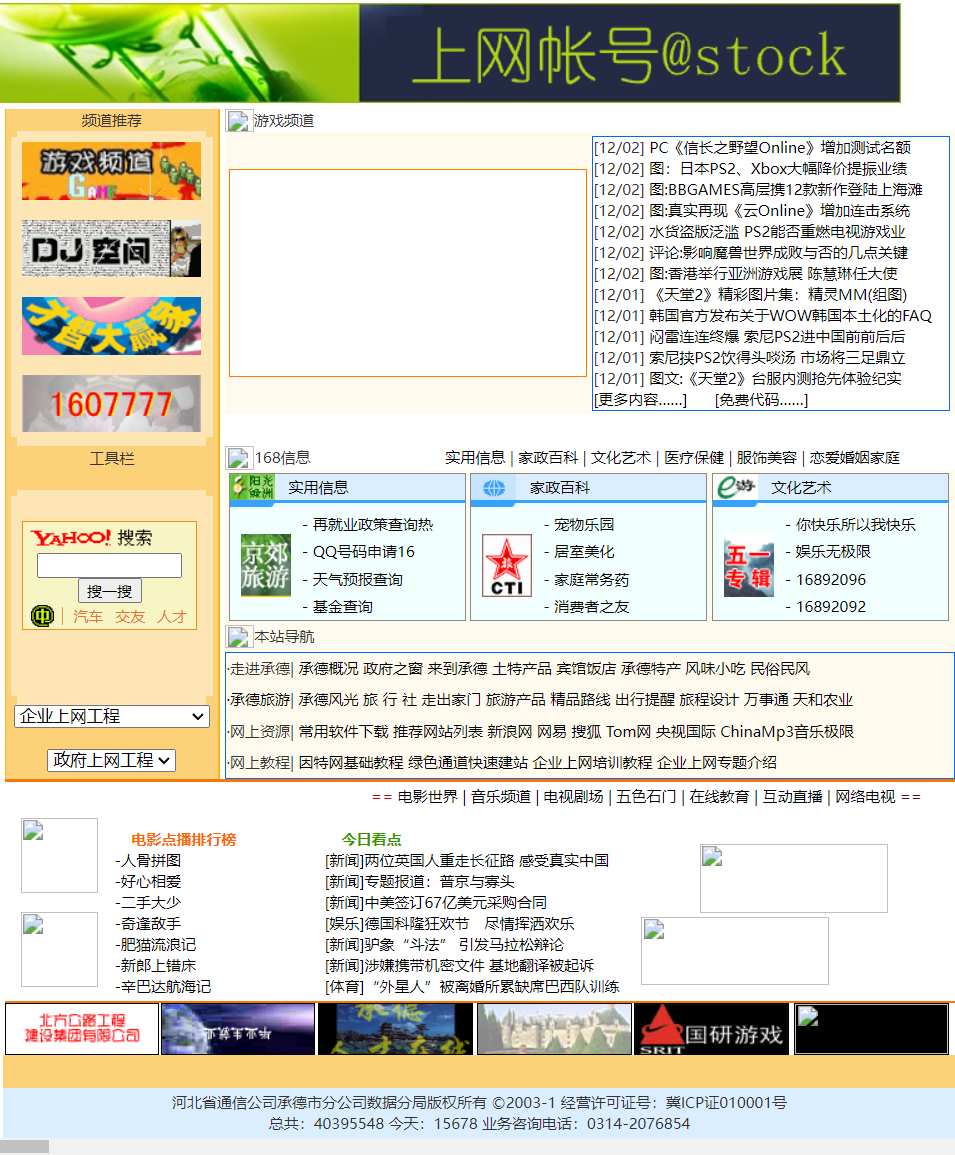 上网帐号@stock
频道推荐
游戏频道
GAME
DJ 空间
才智大赢家
1607777
工具栏
YAHOO! 搜索
搜一搜
汽车 交友 人才
企业上网工程
政府上网工程
游戏频道
[12/02] PC《信长之野望Online》增加测试名额
[12/02] 图：日本PS2、Xbox大幅降价提振业绩
[12/02] 图:BBGAMES高层携12款新作登陆上海滩
[12/02] 图:真实再现《云Online》增加连击系统
[12/02] 水货盗版泛滥 PS2能否重燃电视游戏业
[12/02] 评论:影响魔兽世界成败与否的几点关键
[12/02] 图:香港举行亚洲游戏展 陈慧琳任大使
[12/01] 《天堂2》精彩图片集：精灵MM(组图)
[12/01] 韩国官方发布关于WOW韩国本土化的FAQ
[12/01] 闷雷连连终爆 索尼PS2进中国前前后后
[12/01] 索尼挟PS2饮得头啖汤 市场将三足鼎立
[12/01] 图文:《天堂2》台服内测抢先体验纪实
[更多内容......] [免费代码......]
168信息
实用信息 | 家政百科 | 文化艺术 | 医疗保健 | 服饰美容 | 恋爱婚姻家庭
阳光绿洲
实用信息
京郊旅游
- 再就业政策查询热
- QQ号码申请16
- 天气预报查询
- 基金查询
家政百科
CTI
- 宠物乐园
- 居室美化
- 家庭常务药
- 消费者之友
e游
文化艺术
五一专辑
- 你快乐所以我快乐
- 娱乐无极限
- 16892096
- 16892092
本站导航
·走进承德| 承德概况 政府之窗 来到承德 土特产品 宾馆饭店 承德特产 风味小吃 民俗民风
·承德旅游| 承德风光 旅 行 社 走出家门 旅游产品 精品路线 出行提醒 旅程设计 万事通 天和农业
·网上资源| 常用软件下载 推荐网站列表 新浪网 网易 搜狐 Tom网 央视国际 ChinaMp3音乐极限
·网上教程| 因特网基础教程 绿色通道快速建站 企业上网培训教程 企业上网专题介绍
== 电影世界 | 音乐频道 | 电视剧场 | 五色石门 | 在线教育 | 互动直播 | 网络电视 ==
电影点播排行榜
-人骨拼图
-好心相爱
-二手大少
-奇逢敌手
-肥猫流浪记
-新郎上错床
-辛巴达航海记
今日看点
[新闻]两位英国人重走长征路 感受真实中国
[新闻]专题报道：普京与寡头
[新闻]中美签订67亿美元采购合同
[娱乐]德国科隆狂欢节　尽情挥洒欢乐
[新闻]驴象“斗法” 引发马拉松辩论
[新闻]涉嫌携带机密文件 基地翻译被起诉
[体育]“外星人”被离婚所累缺席巴西队训练
北方公路工程
建设集团有限公司
承德
人才在线
SRIT 国研游戏
河北省通信公司承德市分公司数据分局版权所有 ©2003-1 经营许可证号：冀ICP证010001号
总共：40395548 今天：15678 业务咨询电话：0314-2076854